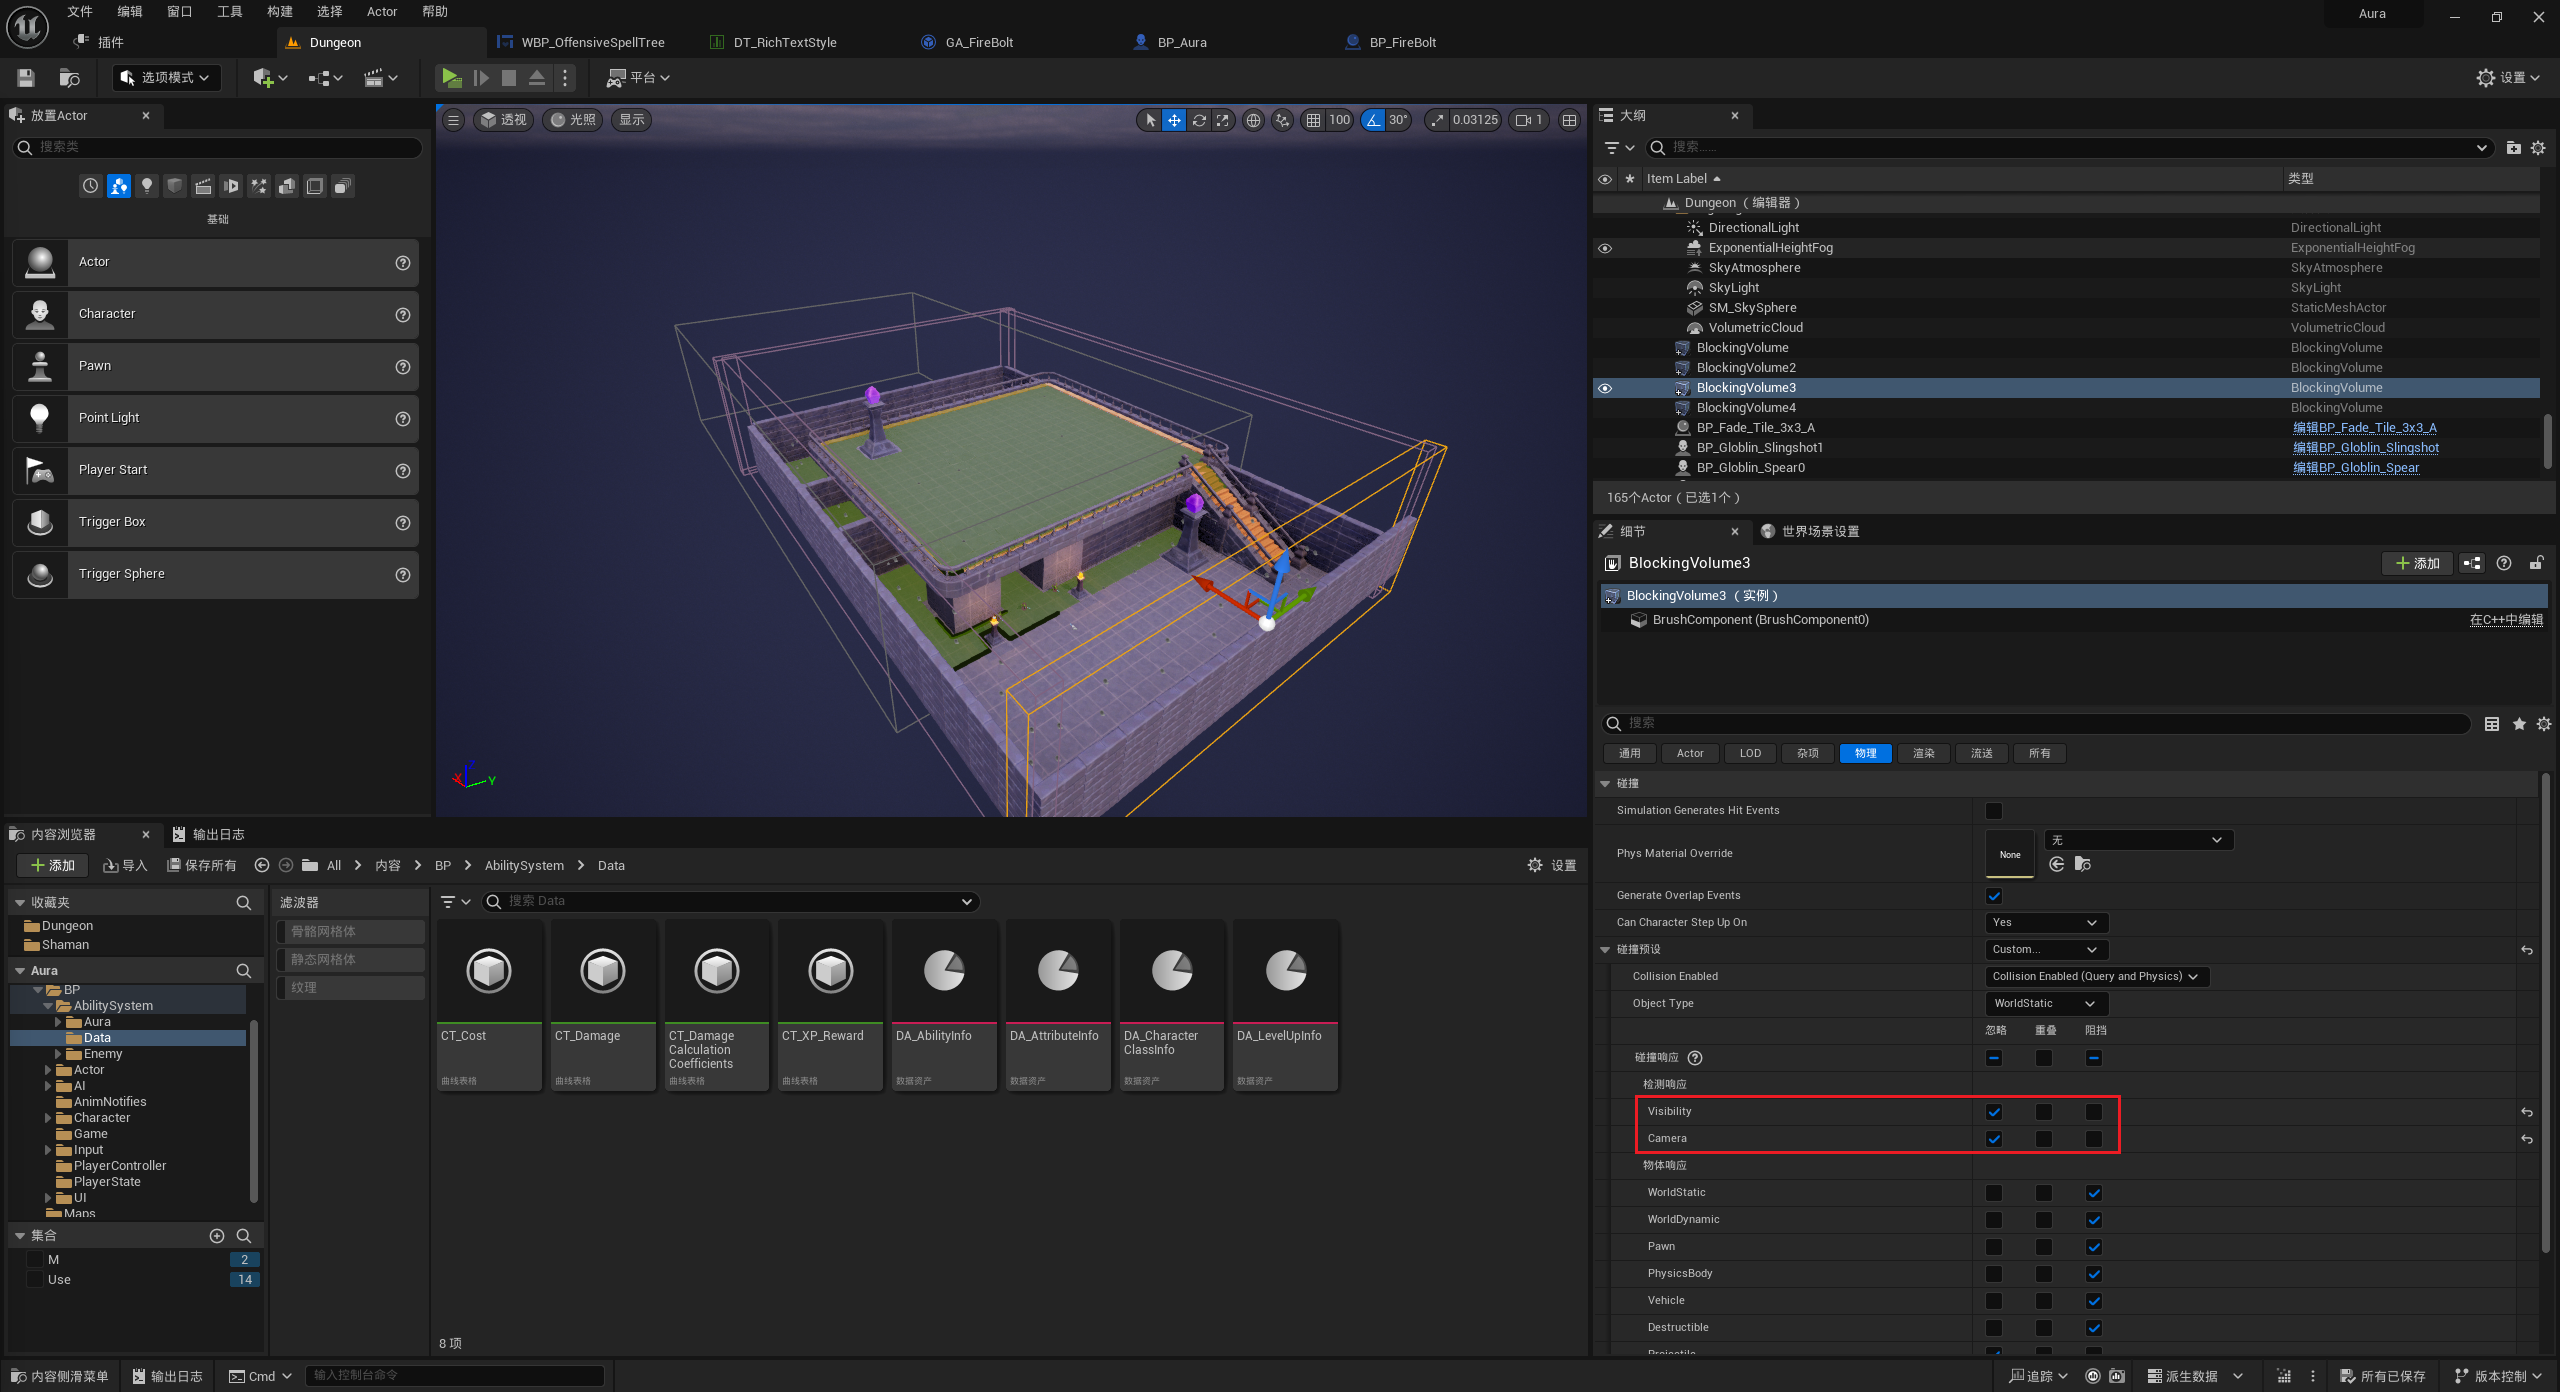 文件 编辑 窗口 工具 构建 选择 Actor 帮助
Aura
插件
Dungeon
WBP_OffensiveSpellTree
DT_RichTextStyle
GA_FireBolt
BP_Aura
BP_FireBolt
选项模式
平台
设置
放置Actor
搜索类
基础
Actor
Character
Pawn
Point Light
Player Start
Trigger Box
Trigger Sphere
透视 光照 显示
100 30° 0.03125 1
X Z Y
大纲
搜索……
Item Label 类型
Dungeon（编辑器）
DirectionalLight DirectionalLight
ExponentialHeightFog ExponentialHeightFog
SkyAtmosphere SkyAtmosphere
SkyLight SkyLight
SM_SkySphere StaticMeshActor
VolumetricCloud VolumetricCloud
BlockingVolume BlockingVolume
BlockingVolume2 BlockingVolume
BlockingVolume3 BlockingVolume
BlockingVolume4 BlockingVolume
BP_Fade_Tile_3x3_A 编辑BP_Fade_Tile_3x3_A
BP_Globlin_Slingshot1 编辑BP_Globlin_Slingshot
BP_Globlin_Spear0 编辑BP_Globlin_Spear
165个Actor（已选1个）
细节 世界场景设置
BlockingVolume3 添加
BlockingVolume3（实例）
BrushComponent (BrushComponent0) 在C++中编辑
搜索
通用 Actor LOD 杂项 物理 渲染 流送 所有
碰撞
Simulation Generates Hit Events
Phys Material Override None 无
Generate Overlap Events
Can Character Step Up On Yes
碰撞预设 Custom...
Collision Enabled Collision Enabled (Query and Physics)
Object Type WorldStatic
忽略 重叠 阻挡
碰撞响应
检测响应
Visibility
Camera
物体响应
WorldStatic
WorldDynamic
Pawn
PhysicsBody
Vehicle
Destructible
Projectile
内容浏览器 输出日志
添加 导入 保存所有 All 内容 BP AbilitySystem Data 设置
收藏夹
Dungeon
Shaman
Aura
BP
AbilitySystem
Aura
Data
Enemy
Actor
AI
AnimNotifies
Character
Game
Input
PlayerController
PlayerState
UI
Maps
集合
M 2
Use 14
滤波器
骨骼网格体
静态网格体
纹理
搜索 Data
CT_Cost
曲线表格
CT_Damage
曲线表格
CT_Damage
Calculation
Coefficients
曲线表格
CT_XP_Reward
曲线表格
DA_AbilityInfo
数据资产
DA_AttributeInfo
数据资产
DA_Character
ClassInfo
数据资产
DA_LevelUpInfo
数据资产
8 项
内容侧滑菜单 输出日志 Cmd 输入控制台命令
追踪 派生数据 所有已保存 版本控制